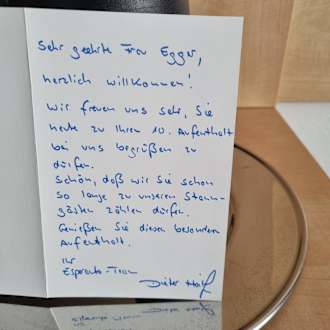 Sehr geehrte Frau Egger,
herzlich willkommen!
Wir freuen uns sehr, Sie
heute zu Ihrem 10. Aufenthalt
bei uns begrüßen zu
dürfen.
Schön, daß wir Sie schon
so lange zu unseren Stamm-
gästen zählen dürfen.
Genießen Sie diesen besonderen
Aufenthalt.
Ihr
Esperanto-Team
Dieter